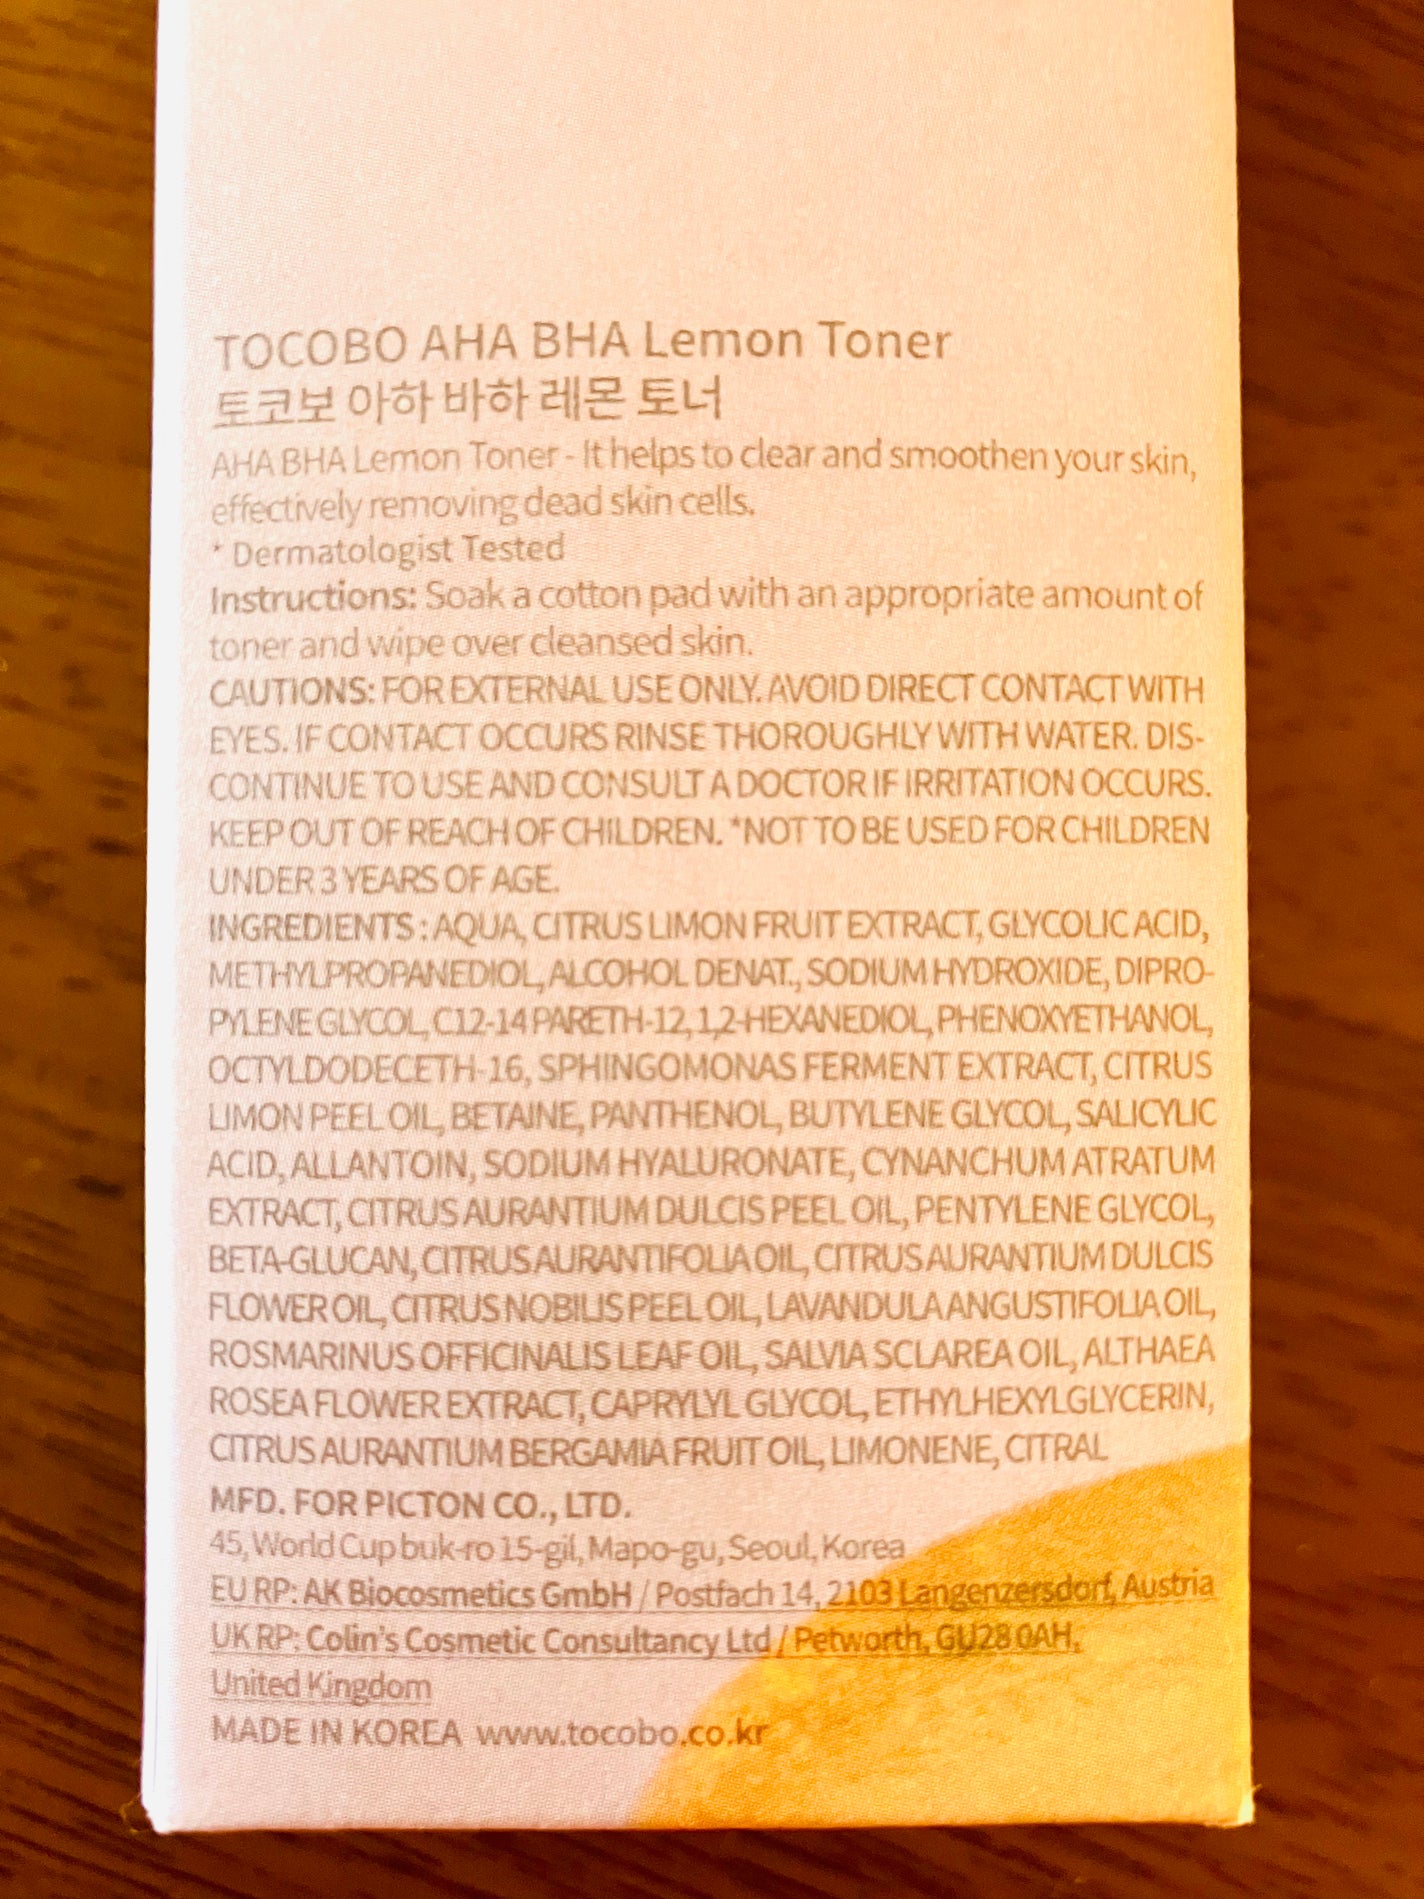 TOCOBO AHA BHA Lemon Toner
토코보 아하 바하 레몬 토너
AHA BHA Lemon Toner - It helps to clear and smoothen your skin,
effectively removing dead skin cells.
* Dermatologist Tested
Instructions: Soak a cotton pad with an appropriate amount of
toner and wipe over cleansed skin.
CAUTIONS: FOR EXTERNAL USE ONLY. AVOID DIRECT CONTACT WITH
EYES. IF CONTACT OCCURS RINSE THOROUGHLY WITH WATER. DIS-
CONTINUE TO USE AND CONSULT A DOCTOR IF IRRITATION OCCURS.
KEEP OUT OF REACH OF CHILDREN. *NOT TO BE USED FOR CHILDREN
UNDER 3 YEARS OF AGE.
INGREDIENTS : AQUA, CITRUS LIMON FRUIT EXTRACT, GLYCOLIC ACID,
METHYLPROPANEDIOL, ALCOHOL DENAT., SODIUM HYDROXIDE, DIPRO-
PYLENE GLYCOL, C12-14 PARETH-12, 1,2-HEXANEDIOL, PHENOXYETHANOL,
OCTYLDODECETH-16, SPHINGOMONAS FERMENT EXTRACT, CITRUS
LIMON PEEL OIL, BETAINE, PANTHENOL, BUTYLENE GLYCOL, SALICYLIC
ACID, ALLANTOIN, SODIUM HYALURONATE, CYNANCHUM ATRATUM
EXTRACT, CITRUS AURANTIUM DULCIS PEEL OIL, PENTYLENE GLYCOL,
BETA-GLUCAN, CITRUS AURANTIFOLIA OIL, CITRUS AURANTIUM DULCIS
FLOWER OIL, CITRUS NOBILIS PEEL OIL, LAVANDULA ANGUSTIFOLIA OIL,
ROSMARINUS OFFICINALIS LEAF OIL, SALVIA SCLAREA OIL, ALTHAEA
ROSEA FLOWER EXTRACT, CAPRYLYL GLYCOL, ETHYLHEXYLGLYCERIN,
CITRUS AURANTIUM BERGAMIA FRUIT OIL, LIMONENE, CITRAL
MFD. FOR PICTON CO., LTD.
45, World Cup buk-ro 15-gil, Mapo-gu, Seoul, Korea
EU RP: AK Biocosmetics GmbH / Postfach 14, 2103 Langenzersdorf, Austria
UK RP: Colin's Cosmetic Consultancy Ltd / Petworth, GU28 0AH,
United Kingdom
MADE IN KOREA www.tocobo.co.kr